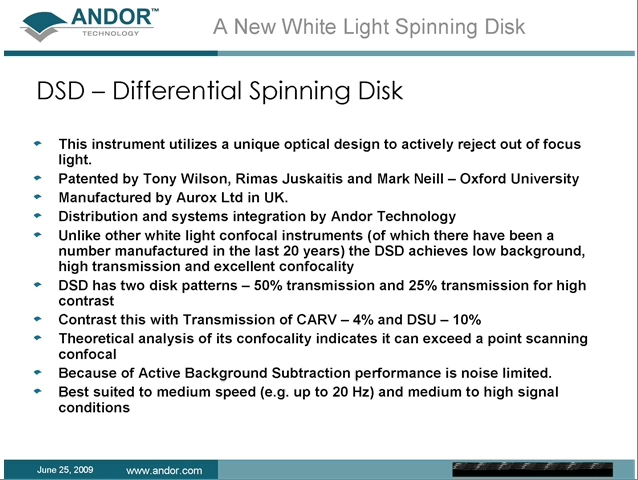 ANDOR™
TECHNOLOGY
A New White Light Spinning Disk
DSD – Differential Spinning Disk
This instrument utilizes a unique optical design to actively reject out of focus
light.
Patented by Tony Wilson, Rimas Juskaitis and Mark Neill – Oxford University
Manufactured by Aurox Ltd in UK.
Distribution and systems integration by Andor Technology
Unlike other white light confocal instruments (of which there have been a
number manufactured in the last 20 years) the DSD achieves low background,
high transmission and excellent confocality
DSD has two disk patterns – 50% transmission and 25% transmission for high
contrast
Contrast this with Transmission of CARV – 4% and DSU – 10%
Theoretical analysis of its confocality indicates it can exceed a point scanning
confocal
Because of Active Background Subtraction performance is noise limited.
Best suited to medium speed (e.g. up to 20 Hz) and medium to high signal
conditions
June 25, 2009
www.andor.com